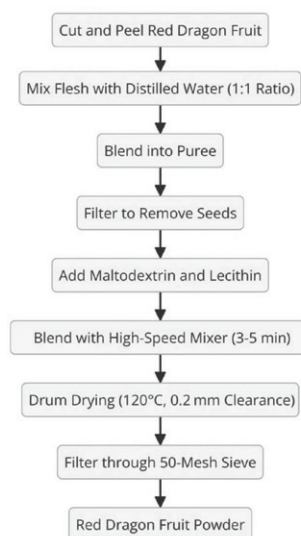 Cut and Peel Red Dragon Fruit
Mix Flesh with Distilled Water (1:1 Ratio)
Blend into Puree
Filter to Remove Seeds
Add Maltodextrin and Lecithin
Blend with High-Speed Mixer (3-5 min)
Drum Drying (120°C, 0.2 mm Clearance)
Filter through 50-Mesh Sieve
Red Dragon Fruit Powder